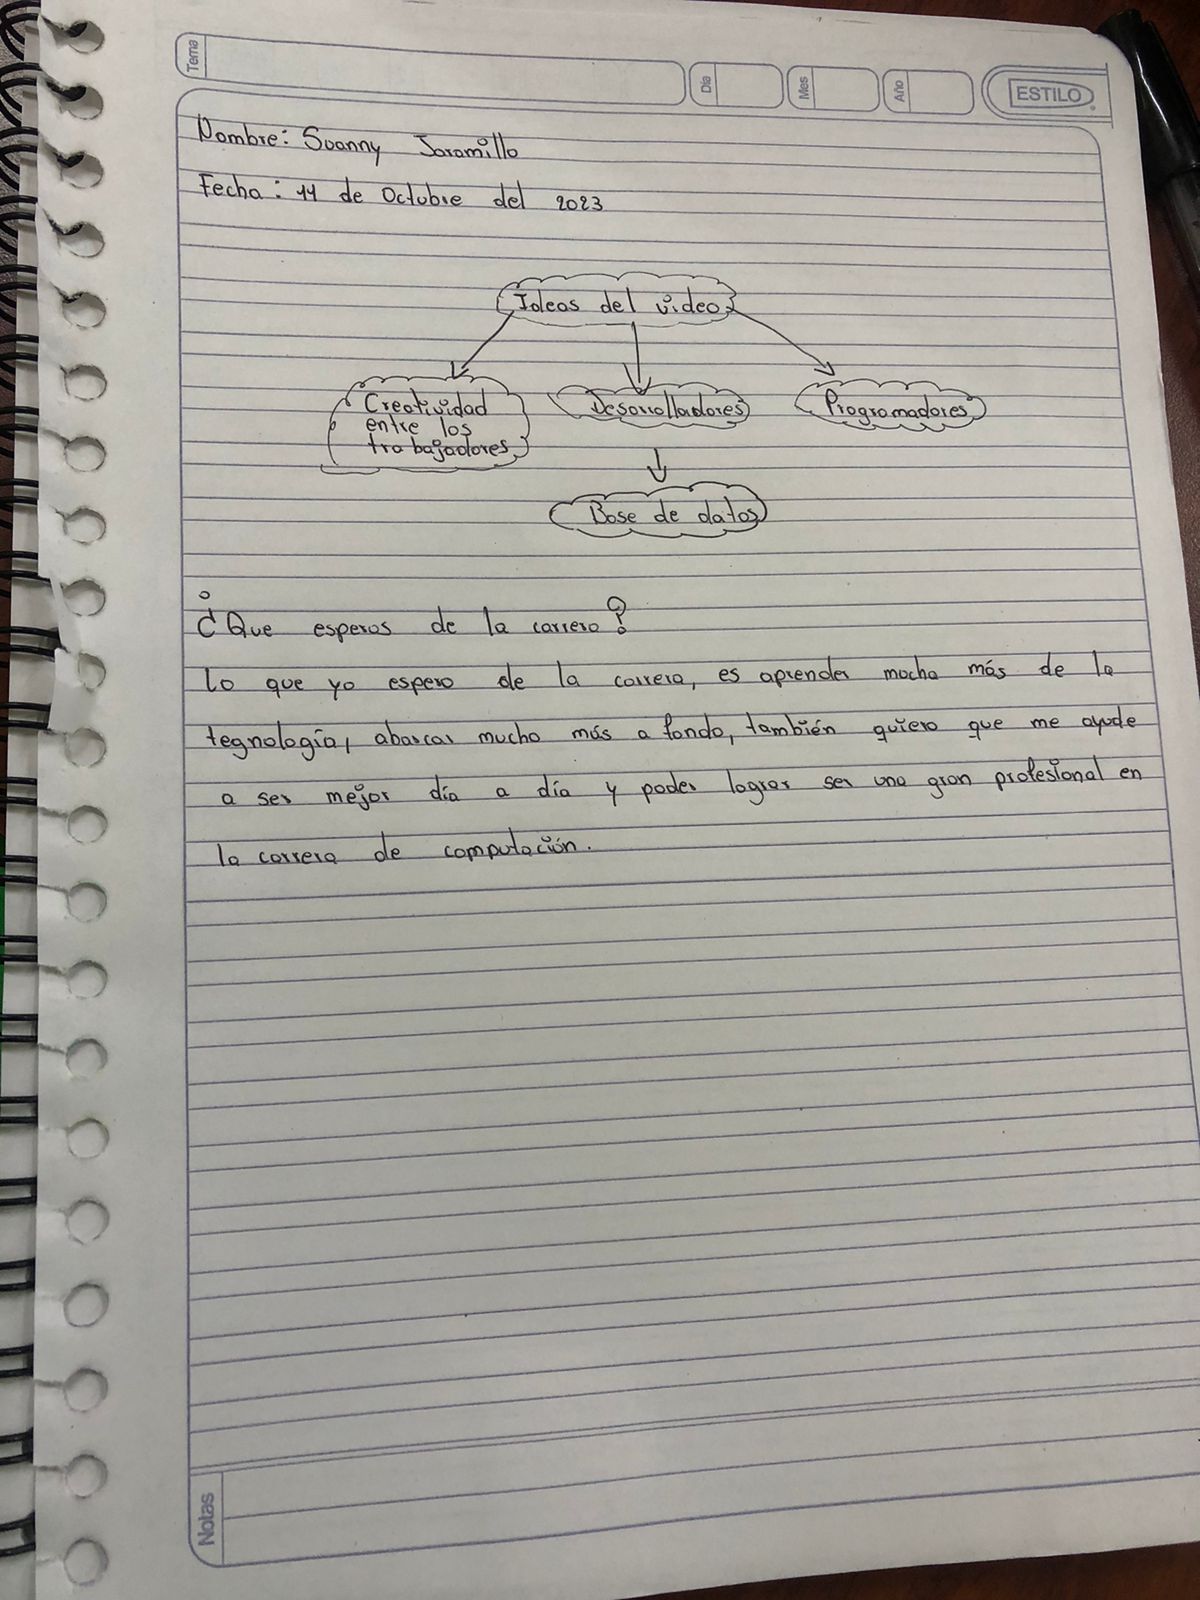 Tema
Día
Mes
Año
ESTILO
Nombre: Suanny Jaramillo
Fecha: 11 de Octubre del 2023
Ideas del video
Creatividad
entre los
trabajadores
Desarrolladores
Programadores
Base de datos
¿Que esperas de la carrera?
Lo que yo espero de la carrera, es aprender mucho más de la
tegnología, abarcar mucho más a fondo, también quiero que me ayude
a ser mejor día a día y poder lograr ser una gran profesional en
la carrera de computación.
Notas